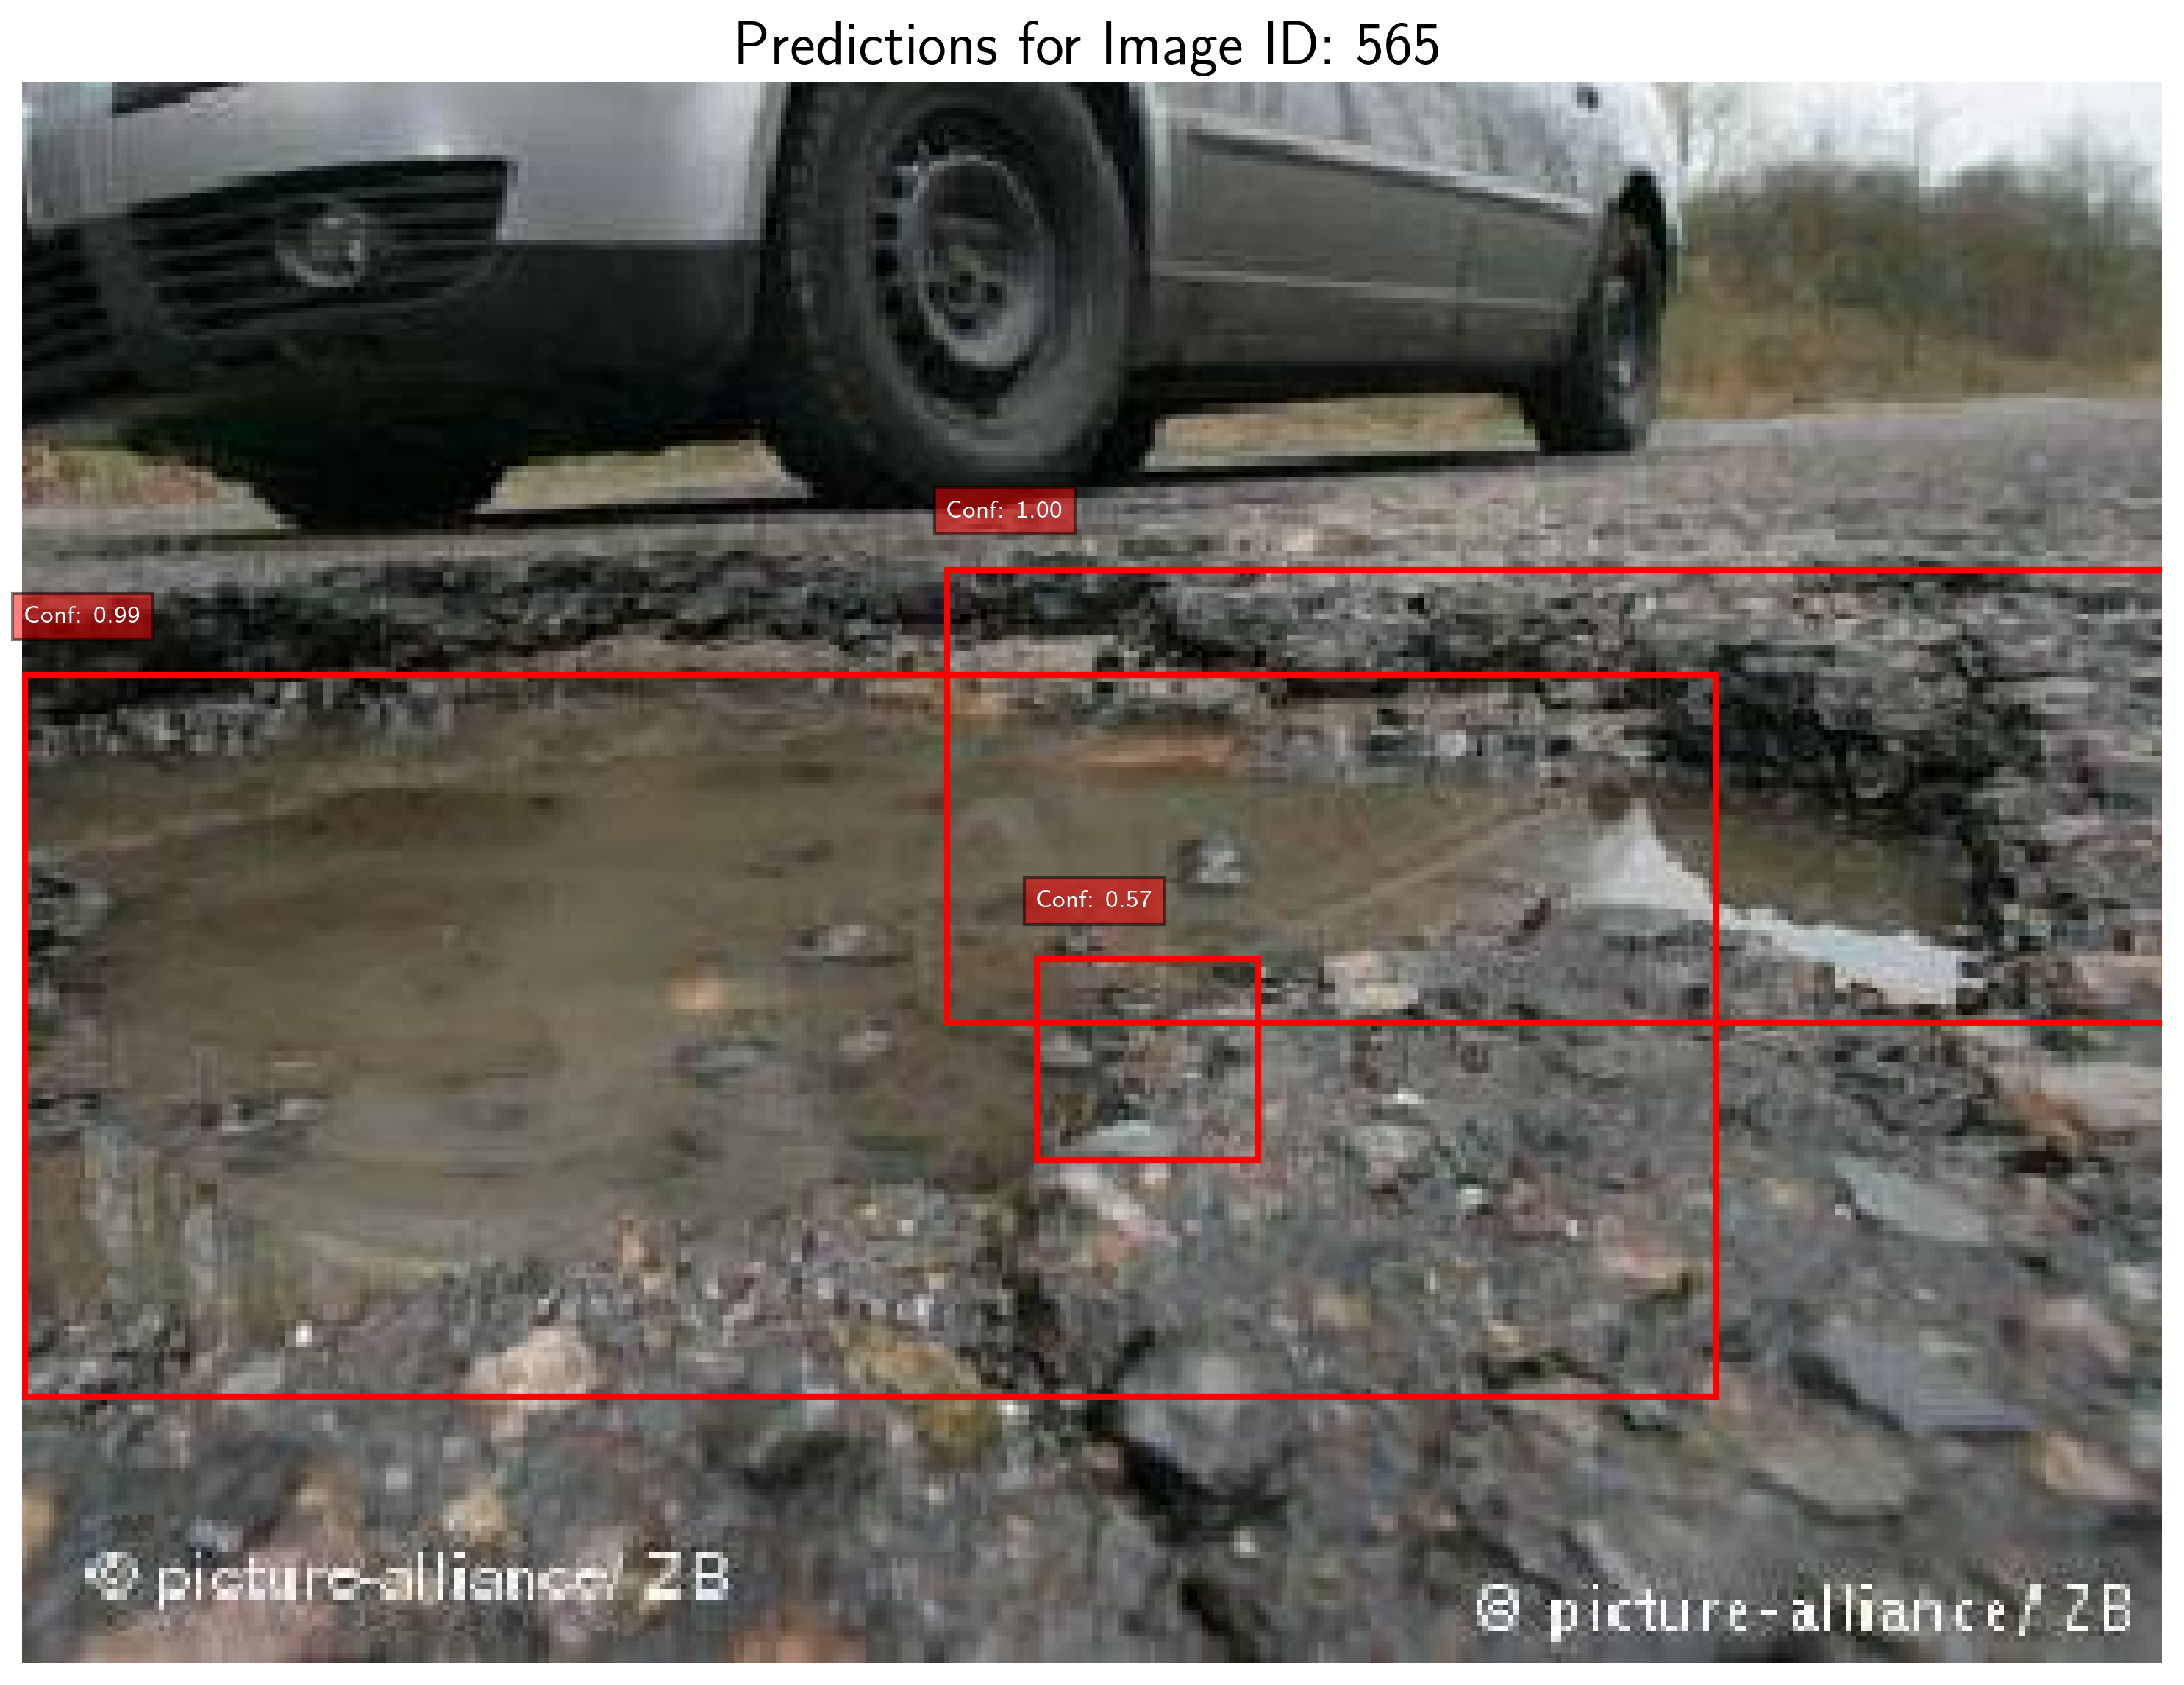 Predictions for Image ID: 565
Conf: 1.00
Conf: 0.99
Conf: 0.57
© picture-alliance/ ZB
© picture-alliance/ ZB